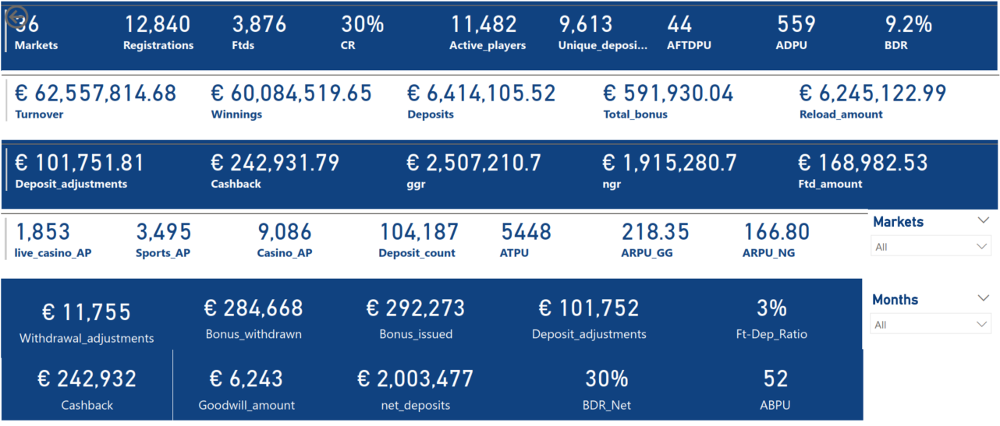 36 12,840 3,876 30% 11,482 9,613 44 559 9.2%
Markets Registrations Ftds CR Active_players Unique_deposi... AFTDPU ADPU BDR
€ 62,557,814.68 € 60,084,519.65 € 6,414,105.52 € 591,930.04 € 6,245,122.99
Turnover Winnings Deposits Total_bonus Reload_amount
€ 101,751.81 € 242,931.79 € 2,507,210.7 € 1,915,280.7 € 168,982.53
Deposit_adjustments Cashback ggr ngr Ftd_amount
1,853 3,495 9,086 104,187 5448 218.35 166.80
live_casino_AP Sports_AP Casino_AP Deposit_count ATPU ARPU_GG ARPU_NG
Markets
All
€ 11,755 € 284,668 € 292,273 € 101,752 3%
Withdrawal_adjustments Bonus_withdrawn Bonus_issued Deposit_adjustments Ft-Dep_Ratio
Months
All
€ 242,932 € 6,243 € 2,003,477 30% 52
Cashback Goodwill_amount net_deposits BDR_Net ABPU